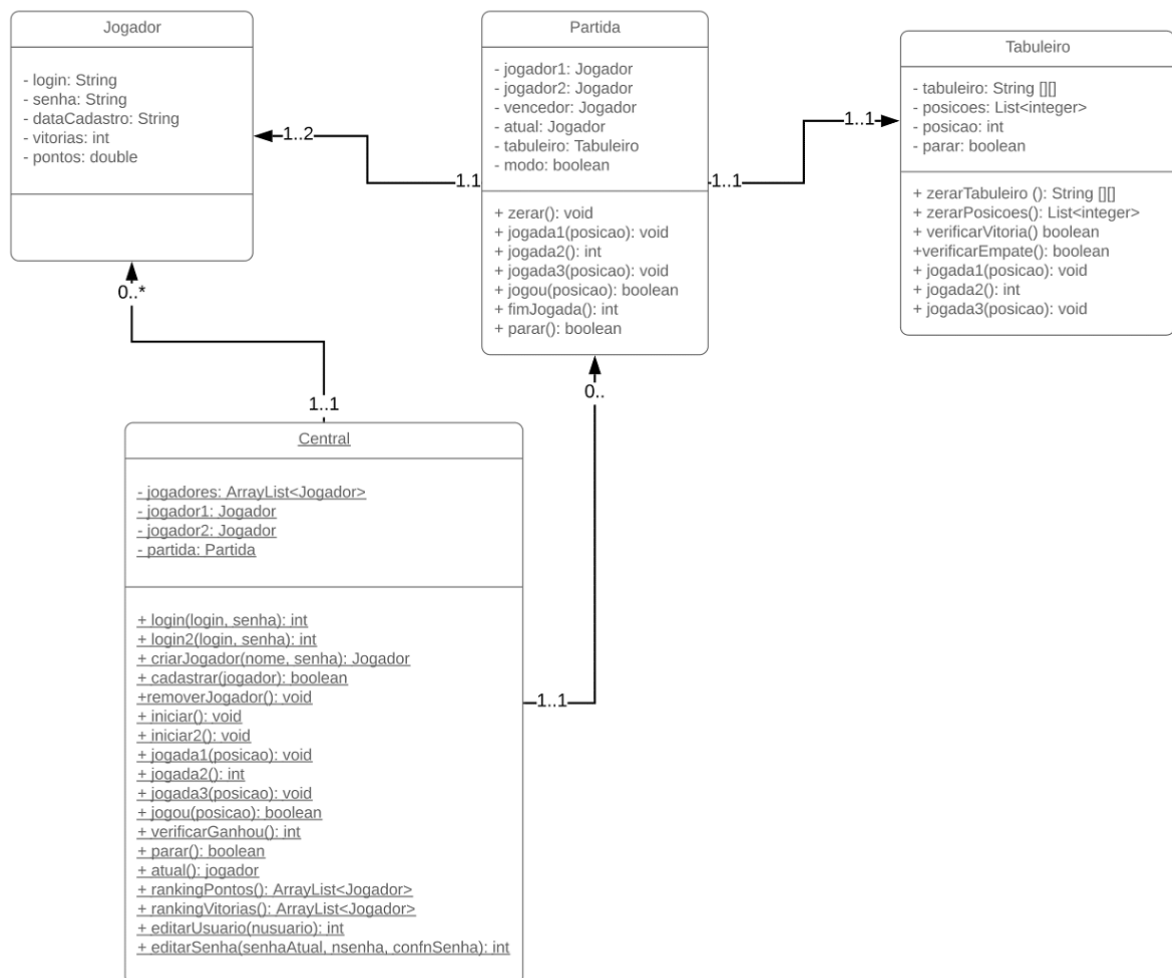 Jogador
- login: String
- senha: String
- dataCadastro: String
- vitorias: int
- pontos: double
1..2
1.1
Partida
- jogador1: Jogador
- jogador2: Jogador
- vencedor: Jogador
- atual: Jogador
- tabuleiro: Tabuleiro
- modo: boolean
+ zerar(): void
+ jogada1(posicao): void
+ jogada2(): int
+ jogada3(posicao): void
+ jogou(posicao): boolean
+ fimJogada(): int
+ parar(): boolean
1..1
1..1
Tabuleiro
- tabuleiro: String [][]
- posicoes: List<integer>
- posicao: int
- parar: boolean
+ zerarTabuleiro (): String [][]
+ zerarPosicoes(): List<integer>
+ verificarVitoria() boolean
+verificarEmpate(): boolean
+ jogada1(posicao): void
+ jogada2(): int
+ jogada3(posicao): void
0..*
1..1
0..
1..1
Central
- jogadores: ArrayList<Jogador>
- jogador1: Jogador
- jogador2: Jogador
- partida: Partida
+ login(login, senha): int
+ login2(login, senha): int
+ criarJogador(nome, senha): Jogador
+ cadastrar(jogador): boolean
+removerJogador(): void
+ iniciar(): void
+ iniciar2(): void
+ jogada1(posicao): void
+ jogada2(): int
+ jogada3(posicao): void
+ jogou(posicao): boolean
+ verificarGanhou(): int
+ parar(): boolean
+ atual(): jogador
+ rankingPontos(): ArrayList<Jogador>
+ rankingVitorias(): ArrayList<Jogador>
+ editarUsuario(nusuario): int
+ editarSenha(senhaAtual, nsenha, confnSenha): int